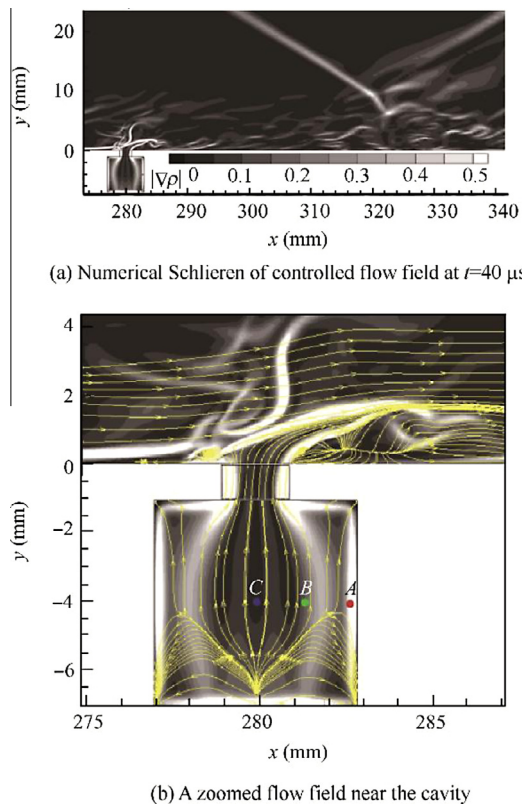 20
10
0
y (mm)
|∇ρ| 0 0.1 0.2 0.3 0.4 0.5
280 290 300 310 320 330 340
x (mm)
(a) Numerical Schlieren of controlled flow field at t=40 μs
4
2
0
−2
−4
−6
y (mm)
C B A
275 280 285
x (mm)
(b) A zoomed flow field near the cavity